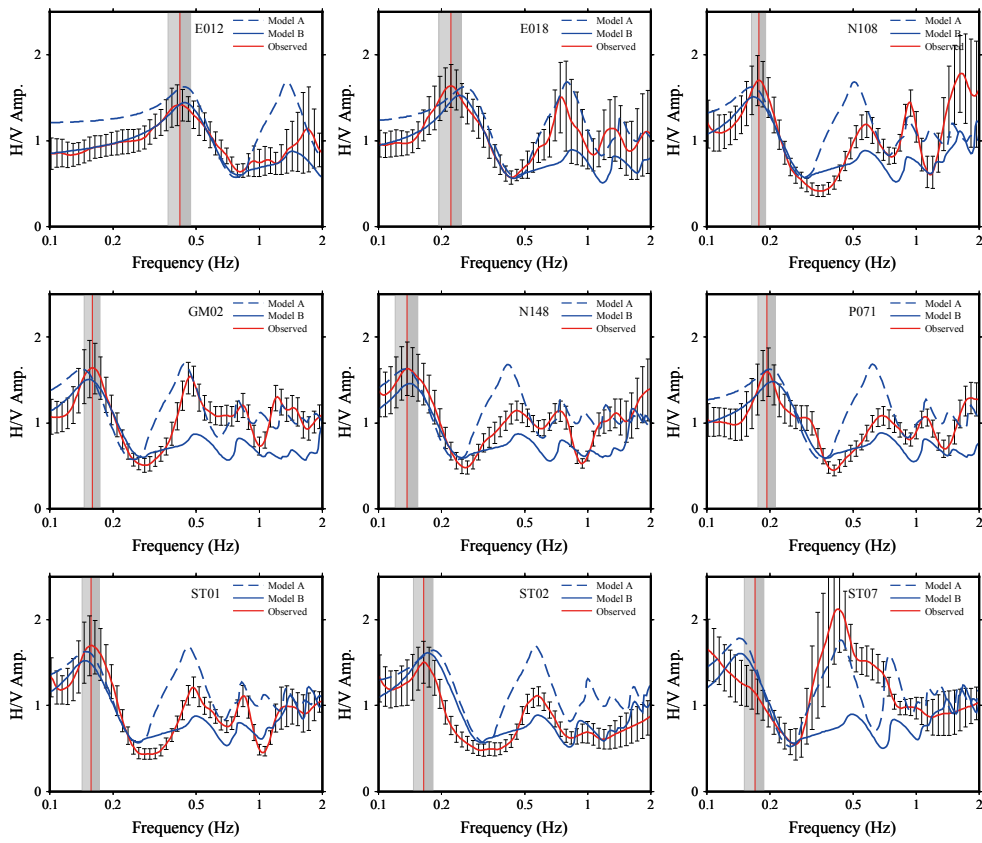 E012
Model A
Model B
Observed
H/V Amp.
2
1
0
0.1 0.2 0.5 1 2
Frequency (Hz)
E018
Model A
Model B
Observed
H/V Amp.
2
1
0
0.1 0.2 0.5 1 2
Frequency (Hz)
N108
Model A
Model B
Observed
H/V Amp.
2
1
0
0.1 0.2 0.5 1 2
Frequency (Hz)
GM02
Model A
Model B
Observed
H/V Amp.
2
1
0
0.1 0.2 0.5 1 2
Frequency (Hz)
N148
Model A
Model B
Observed
H/V Amp.
2
1
0
0.1 0.2 0.5 1 2
Frequency (Hz)
P071
Model A
Model B
Observed
H/V Amp.
2
1
0
0.1 0.2 0.5 1 2
Frequency (Hz)
ST01
Model A
Model B
Observed
H/V Amp.
2
1
0
0.1 0.2 0.5 1 2
Frequency (Hz)
ST02
Model A
Model B
Observed
H/V Amp.
2
1
0
0.1 0.2 0.5 1 2
Frequency (Hz)
ST07
Model A
Model B
Observed
H/V Amp.
2
1
0
0.1 0.2 0.5 1 2
Frequency (Hz)